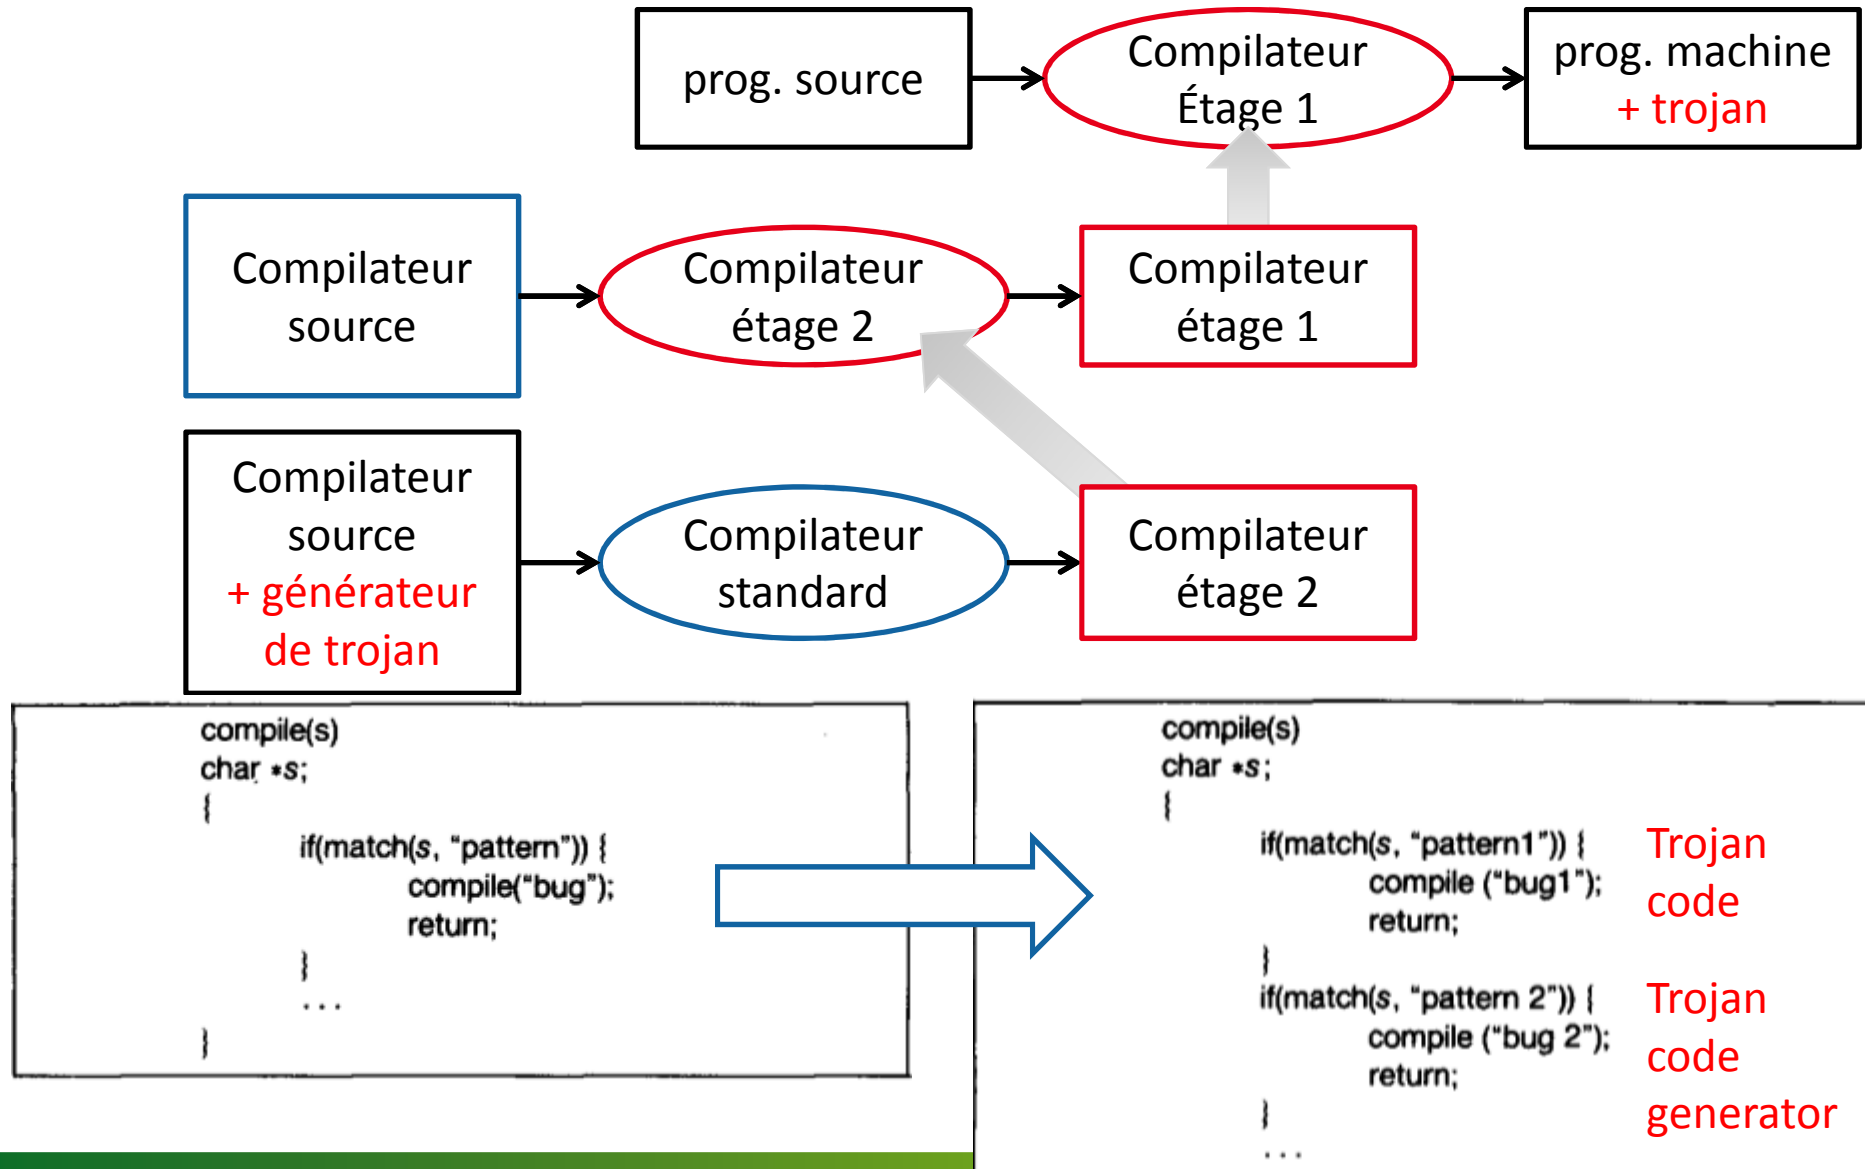 prog. source
Compilateur
Étage 1
prog. machine
+ trojan
Compilateur
source
Compilateur
étage 2
Compilateur
étage 1
Compilateur
source
+ générateur
de trojan
Compilateur
standard
Compilateur
étage 2
compile(s)
char *s;
{
if(match(s, “pattern”)) {
compile(“bug”);
return;
}
. . .
}
compile(s)
char *s;
{
if(match(s, “pattern1”)) {
compile (“bug1”);
return;
}
if(match(s, “pattern 2”)) {
compile (“bug 2”);
return;
}
. . .
Trojan
code
Trojan
code
generator